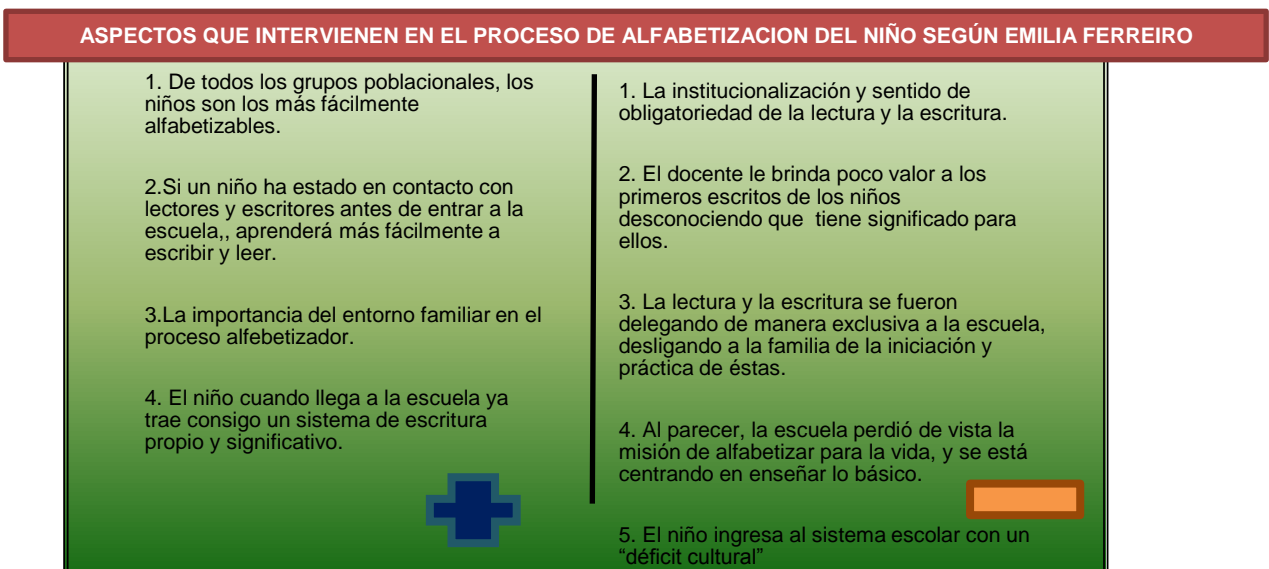 ASPECTOS QUE INTERVIENEN EN EL PROCESO DE ALFABETIZACION DEL NIÑO SEGÚN EMILIA FERREIRO
1. De todos los grupos poblacionales, los
niños son los más fácilmente
alfabetizables.
2.Si un niño ha estado en contacto con
lectores y escritores antes de entrar a la
escuela,, aprenderá más fácilmente a
escribir y leer.
3.La importancia del entorno familiar en el
proceso alfebetizador.
4. El niño cuando llega a la escuela ya
trae consigo un sistema de escritura
propio y significativo.
1. La institucionalización y sentido de
obligatoriedad de la lectura y la escritura.
2. El docente le brinda poco valor a los
primeros escritos de los niños
desconociendo que tiene significado para
ellos.
3. La lectura y la escritura se fueron
delegando de manera exclusiva a la escuela,
desligando a la familia de la iniciación y
práctica de éstas.
4. Al parecer, la escuela perdió de vista la
misión de alfabetizar para la vida, y se está
centrando en enseñar lo básico.
5. El niño ingresa al sistema escolar con un
“déficit cultural”